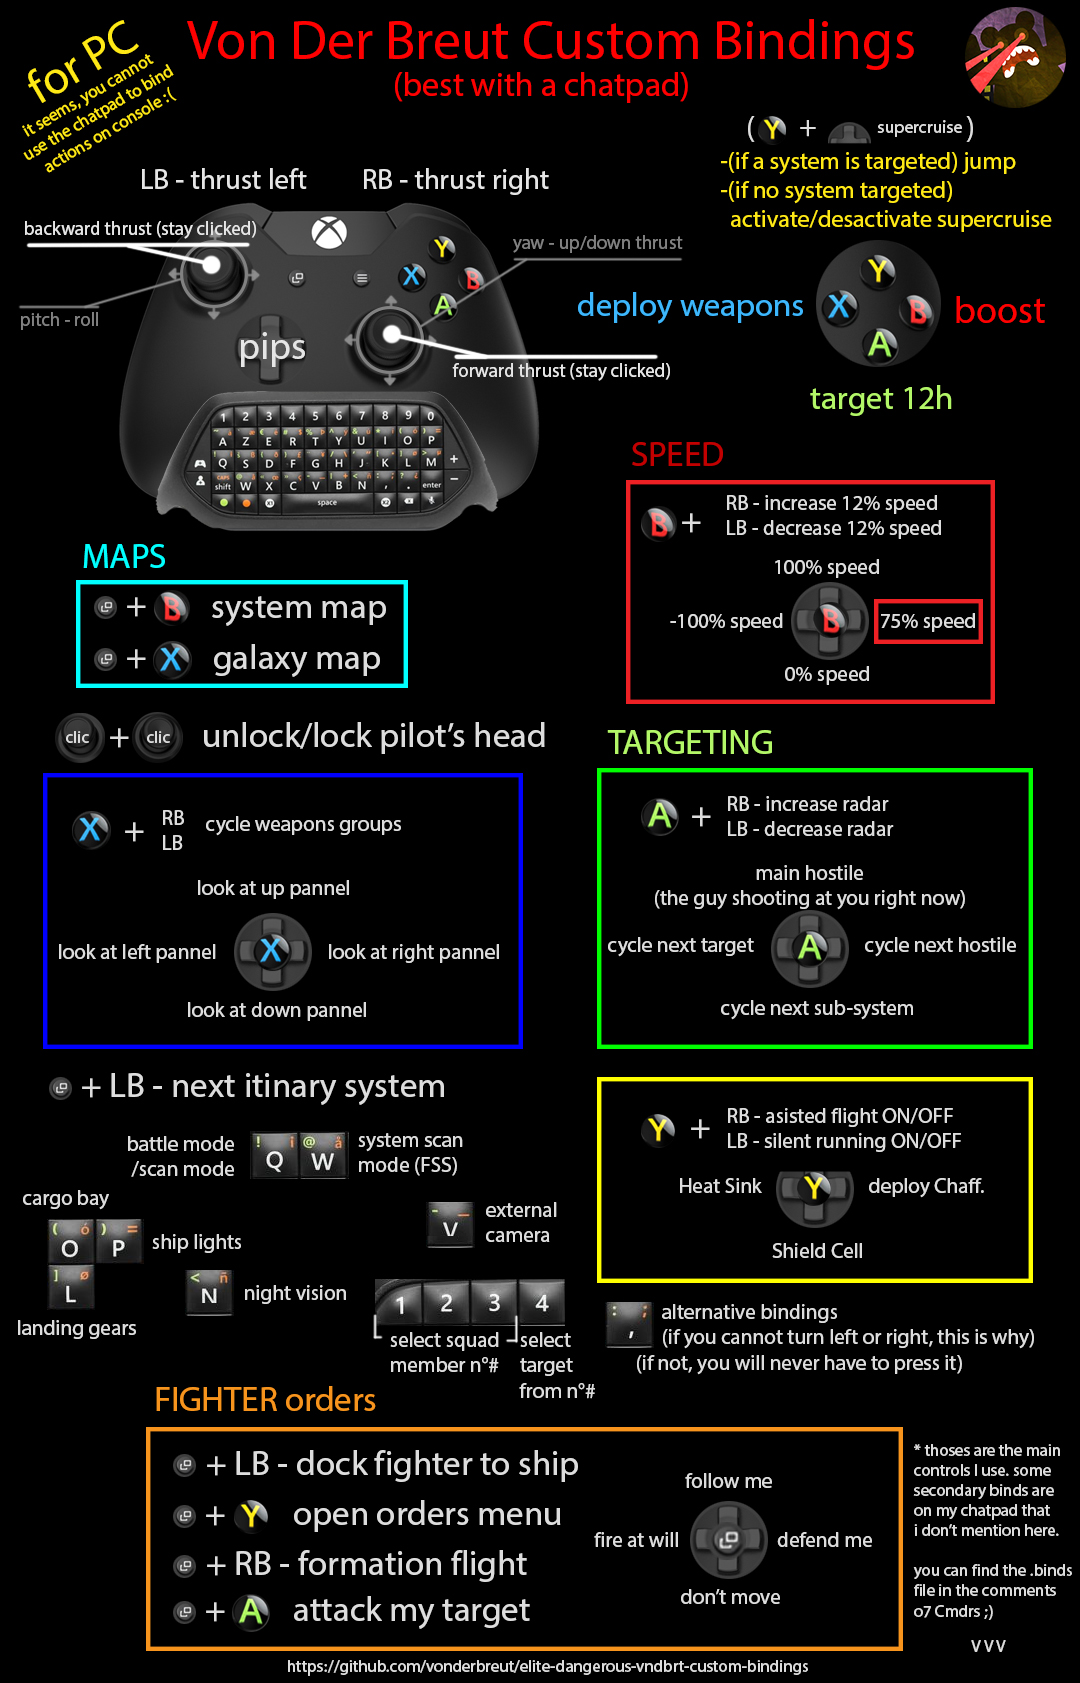 for PC
it seems, you cannot
use the chatpad to bind
actions on console :(
Von Der Breut Custom Bindings
(best with a chatpad)
( Y + supercruise )
-(if a system is targeted) jump
-(if no system targeted)
activate/desactivate supercruise
LB - thrust left
RB - thrust right
backward thrust (stay clicked)
yaw - up/down thrust
pitch - roll
pips
forward thrust (stay clicked)
Y
X B
A
deploy weapons
Y
X B
A
boost
target 12h
1 2 3 4 5 6 7 8 9 0
A Z E R T Y U I O P
Q S D F G H J K L M
shift W X C V B N , . enter
space
+
-
SPEED
B + RB - increase 12% speed
LB - decrease 12% speed
100% speed
-100% speed B 75% speed
0% speed
MAPS
+ B system map
+ X galaxy map
clic + clic unlock/lock pilot's head
X + RB
LB
cycle weapons groups
look at up pannel
look at left pannel X look at right pannel
look at down pannel
TARGETING
A + RB - increase radar
LB - decrease radar
main hostile
(the guy shooting at you right now)
cycle next target A cycle next hostile
cycle next sub-system
+ LB - next itinary system
battle mode
/scan mode
! i Q @ å W
system scan
mode (FSS)
cargo bay
( ó O ) = P
ship lights
] ø L
landing gears
< ñ N
night vision
- _ V
external
camera
1 2 3 4
select squad
member n°#
select
target
from n°#
Y + RB - asisted flight ON/OFF
LB - silent running ON/OFF
Heat Sink Y deploy Chaff.
Shield Cell
: ; ,
alternative bindings
(if you cannot turn left or right, this is why)
(if not, you will never have to press it)
FIGHTER orders
+ LB - dock fighter to ship
+ Y open orders menu
+ RB - formation flight
+ A attack my target
follow me
fire at will defend me
don't move
* thoses are the main
controls I use. some
secondary binds are
on my chatpad that
i don't mention here.
you can find the .binds
file in the comments
o7 Cmdrs ;)
V V V
https://github.com/vonderbreut/elite-dangerous-vndbrt-custom-bindings